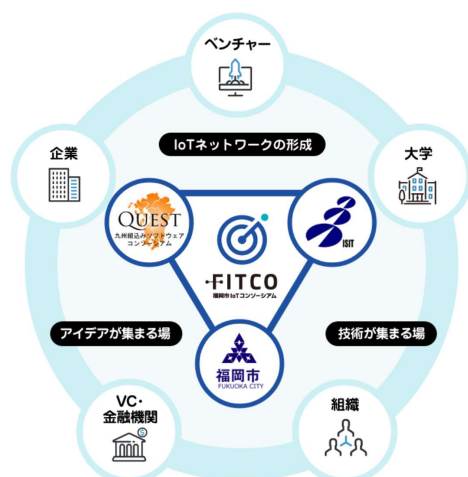 ベンチャー
IoTネットワークの形成
企業
大学
QUEST
九州組込みソフトウェア
コンソーシアム
ISIT
FITCO
福岡市 IoTコンソーシアム
アイデアが集まる場
技術が集まる場
福岡市
FUKUOKA CITY
VC・
金融機関
組織